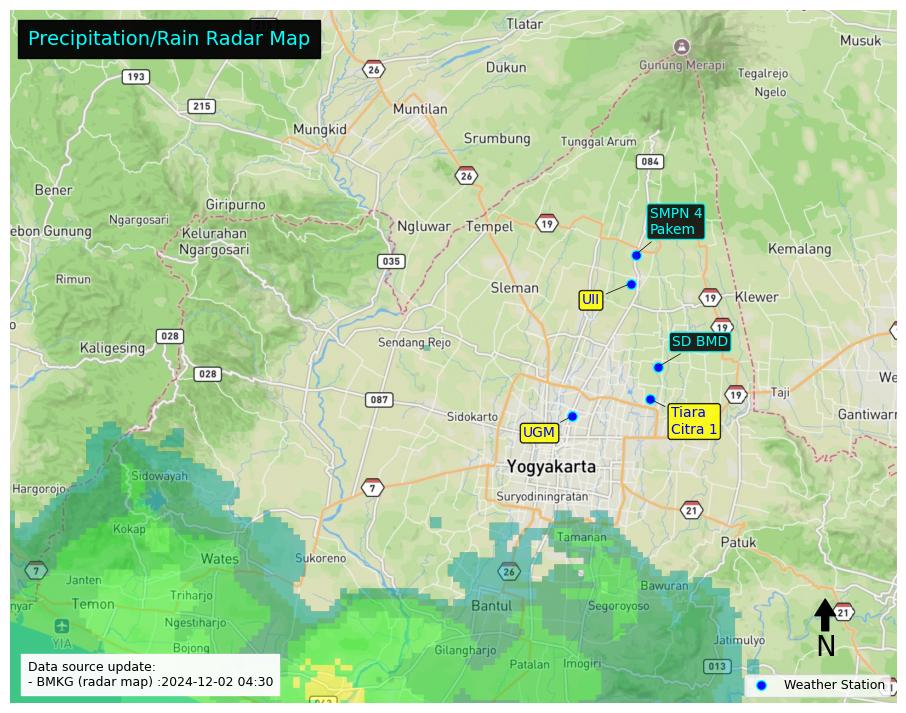 Precipitation/Rain Radar Map
Tlatar
Musuk
26
Gunung Merapi
193
Dukun
Tegalrejo
Ngelo
215
Muntilan
Mungkid
Srumbung
Tunggal Arum
084
26
Bener
Giripurno
SMPN 4
Pakem
Ngargosari
Ngluwar
Tempel
19
ebon Gunung
Kelurahan
Ngargosari
Kemalang
035
Rimun
Sleman
UII
19
Klewer
19
028
Sendang Rejo
SD BMD
Kaligesing
028
087
19
Taji
We
Sidokarto
Tiara
Citra 1
Gantiwarn
UGM
Yogyakarta
Sidowayah
Hargorojo
7
Suryodiningratan
21
Kokap
Tamanan
Patuk
Wates
Sukoreno
7
26
Janten
Bawuran
Triharjo
Temon
Bantul
Segoroyoso
21
nyar
Ngestiharjo
YIA
N
Bojong
Gilangharjo
Jatimulyo
Patalan
Imogiri
013
Data source update:
- BMKG (radar map) :2024-12-02 04:30
Weather Station